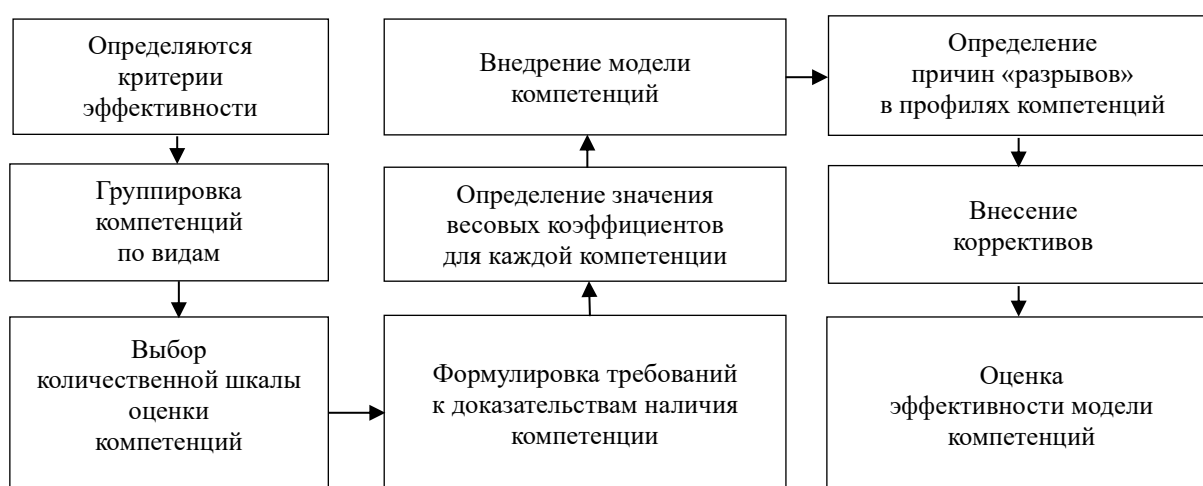 Определяются
критерии
эффективности
Группировка
компетенций
по видам
Выбор
количественной шкалы
оценки
компетенций
Формулировка требований
к доказательствам наличия
компетенции
Определение значения
весовых коэффициентов
для каждой компетенции
Внедрение модели
компетенций
Определение
причин «разрывов»
в профилях компетенций
Внесение
коррективов
Оценка
эффективности модели
компетенций